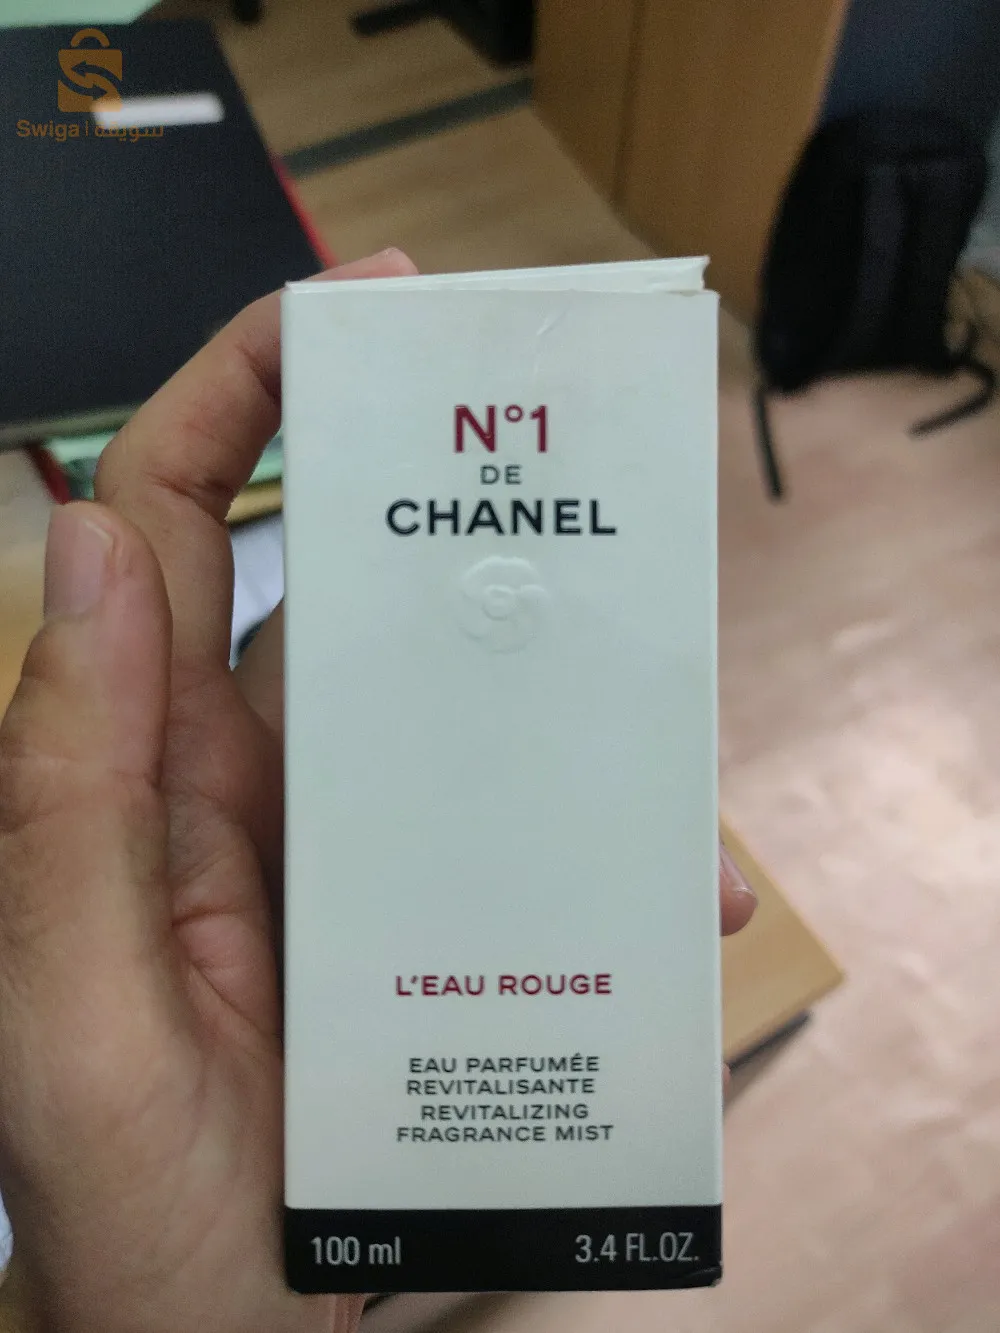 Swiga | سويقة
N°1
DE
CHANEL
L'EAU ROUGE
EAU PARFUMÉE
REVITALISANTE
REVITALIZING
FRAGRANCE MIST
100 ml 3.4 FL.OZ.